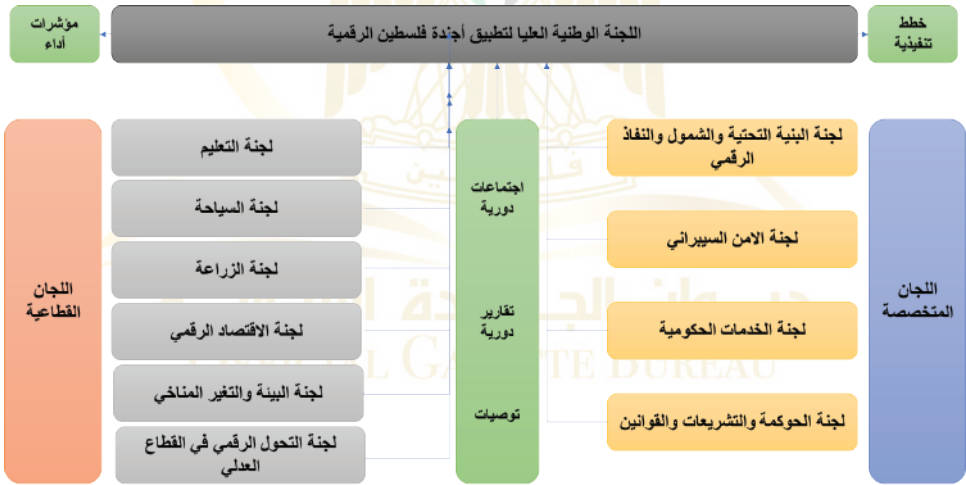 خطط
تنفيذية
اللجنة الوطنية العليا لتطبيق أجندة فلسطين الرقمية
مؤشرات
أداء
اللجان
المتخصصة
لجنة البنية التحتية والشمول والنفاذ
الرقمي
لجنة الامن السيبراني
لجنة الخدمات الحكومية
لجنة الحوكمة والتشريعات والقوانين
اجتماعات
دورية
تقارير
دورية
توصيات
لجنة التعليم
لجنة السياحة
لجنة الزراعة
لجنة الاقتصاد الرقمي
لجنة البيئة والتغير المناخي
لجنة التحول الرقمي في القطاع
العدلي
اللجان
القطاعية
فلسطين